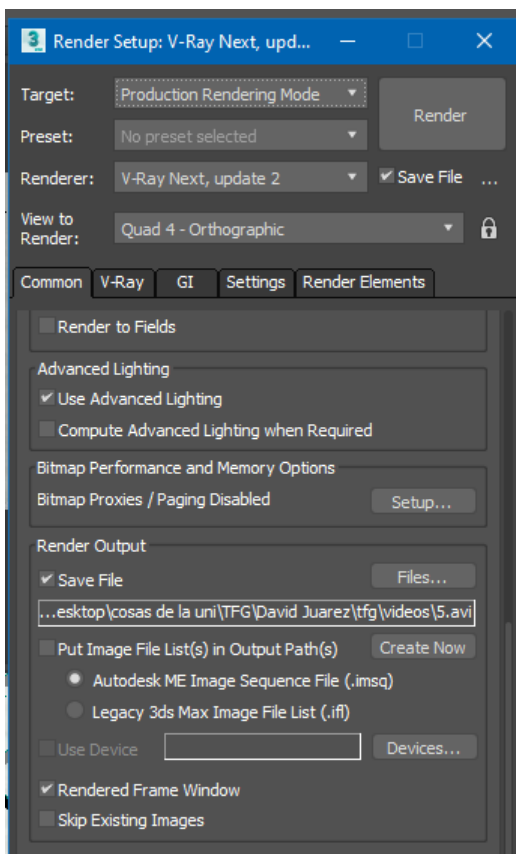 3 Render Setup: V-Ray Next, upd...
Target: Production Rendering Mode
Render
Preset: No preset selected
Renderer: V-Ray Next, update 2 Save File ...
View to
Render: Quad 4 - Orthographic
Common V-Ray GI Settings Render Elements
Render to Fields
Advanced Lighting
Use Advanced Lighting
Compute Advanced Lighting when Required
Bitmap Performance and Memory Options
Bitmap Proxies / Paging Disabled Setup...
Render Output
Save File Files...
...esktop\cosas de la uni\TFG\David Juarez\tfg\videos\5.avi
Put Image File List(s) in Output Path(s) Create Now
Autodesk ME Image Sequence File (.imsq)
Legacy 3ds Max Image File List (.ifl)
Use Device Devices...
Rendered Frame Window
Skip Existing Images